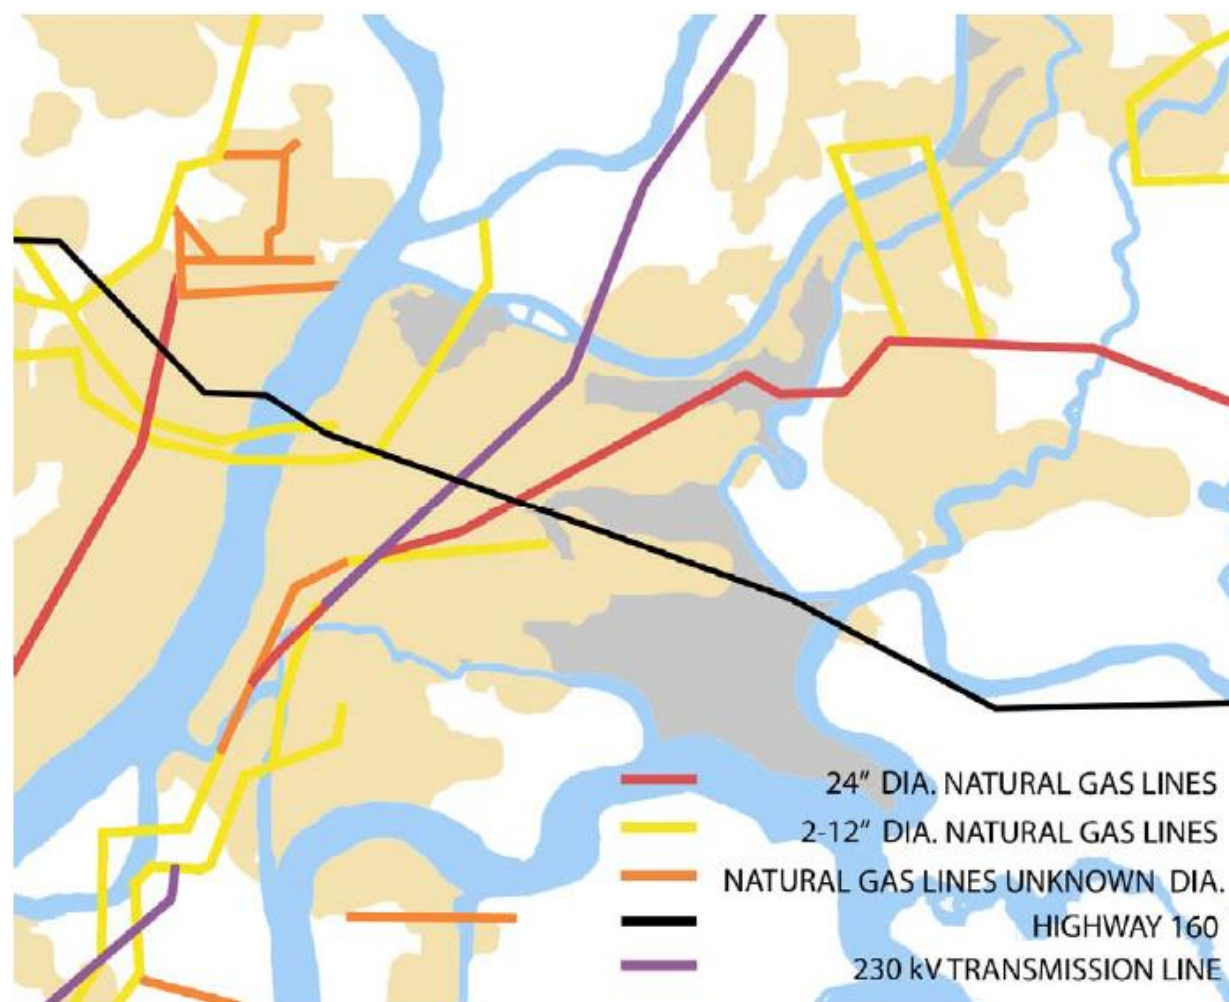 24" DIA. NATURAL GAS LINES
2-12" DIA. NATURAL GAS LINES
NATURAL GAS LINES UNKNOWN DIA.
HIGHWAY 160
230 kV TRANSMISSION LINE